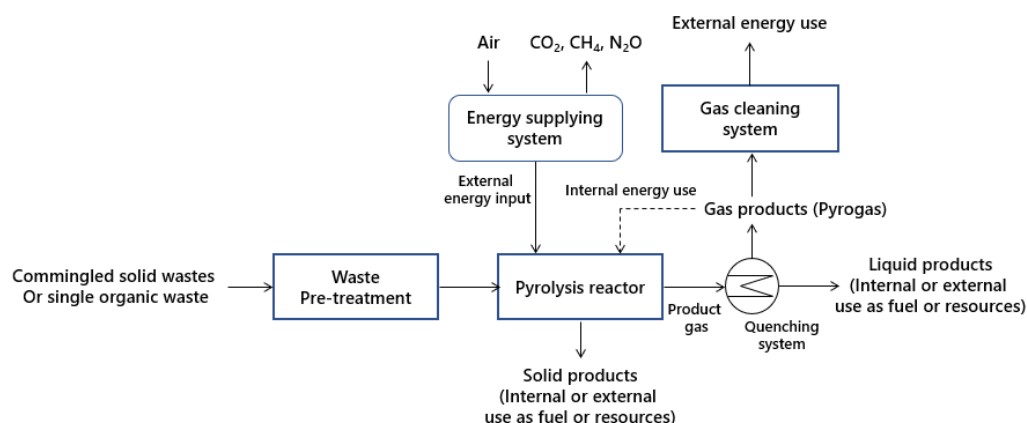 External energy use
Air
CO₂, CH₄, N₂O
Energy supplying
system
Gas cleaning
system
External
energy input
Internal energy use
Gas products (Pyrogas)
Commingled solid wastes
Or single organic waste
Waste
Pre-treatment
Pyrolysis reactor
Product
gas
Quenching
system
Liquid products
(Internal or external
use as fuel or resources)
Solid products
(Internal or external
use as fuel or resources)